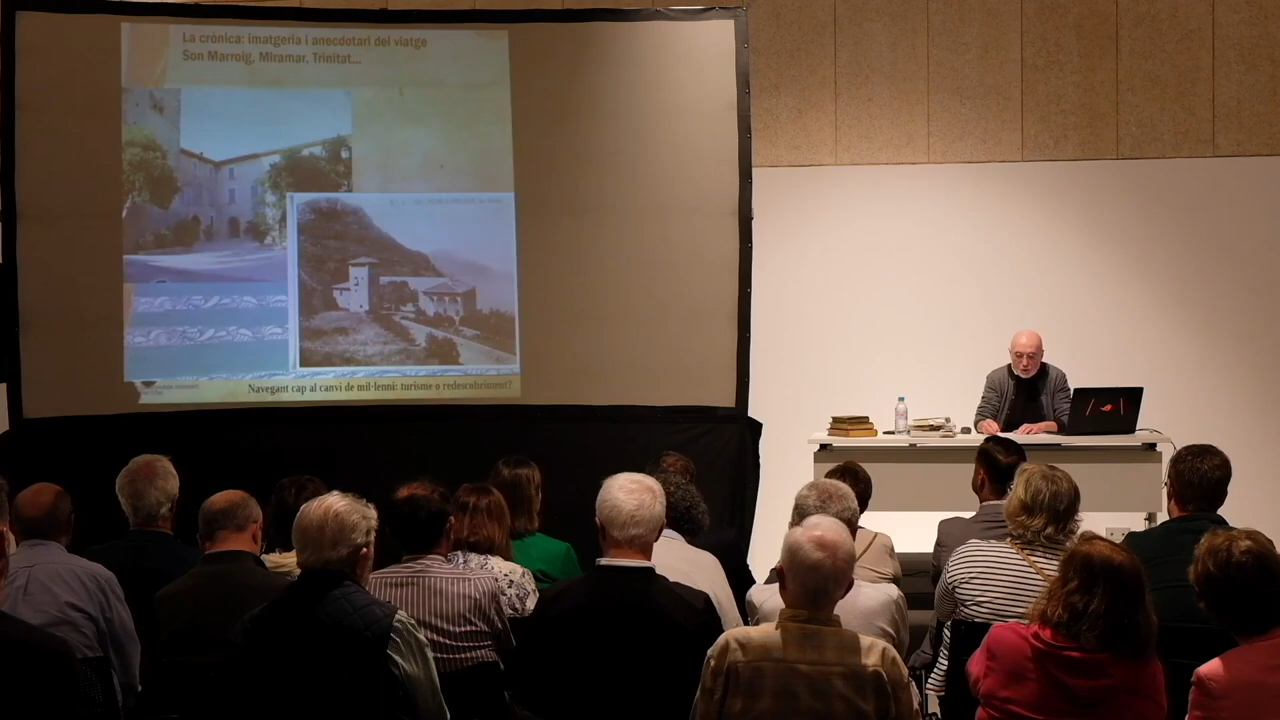 La crònica: imatgeria i anecdotari del viatge
Son Marroig, Miramar, Trinitat...
Navegant cap al canvi de mil·lenni: turisme o redescobriment?